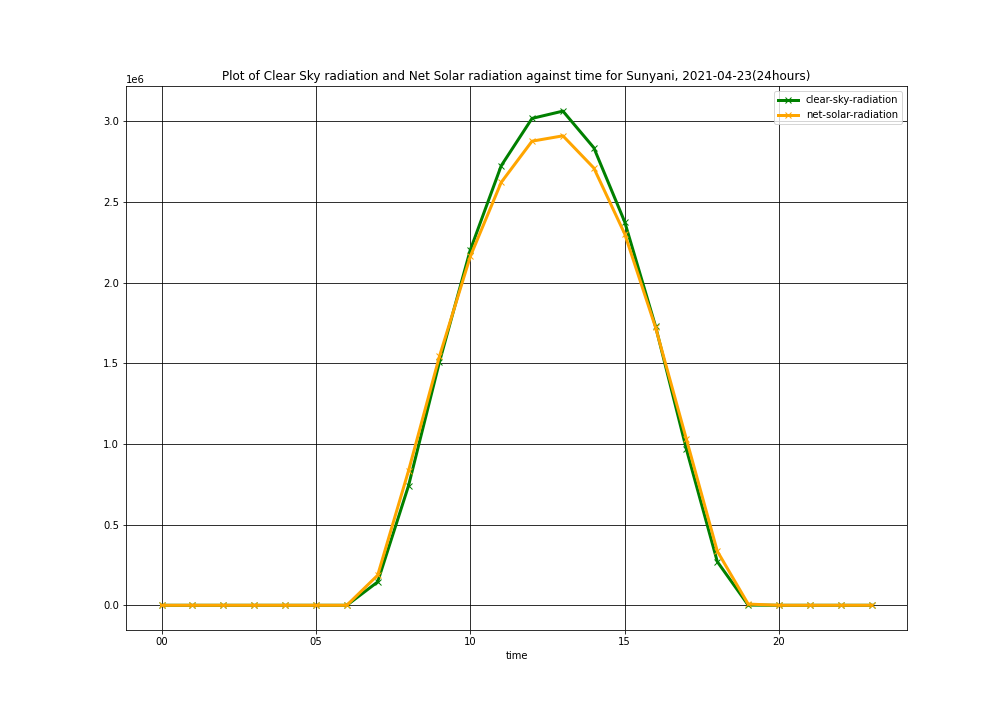 Plot of Clear Sky radiation and Net Solar radiation against time for Sunyani, 2021-04-23(24hours)
1e6
clear-sky-radiation
net-solar-radiation
3.0
2.5
2.0
1.5
1.0
0.5
0.0
00 05 10 15 20
time